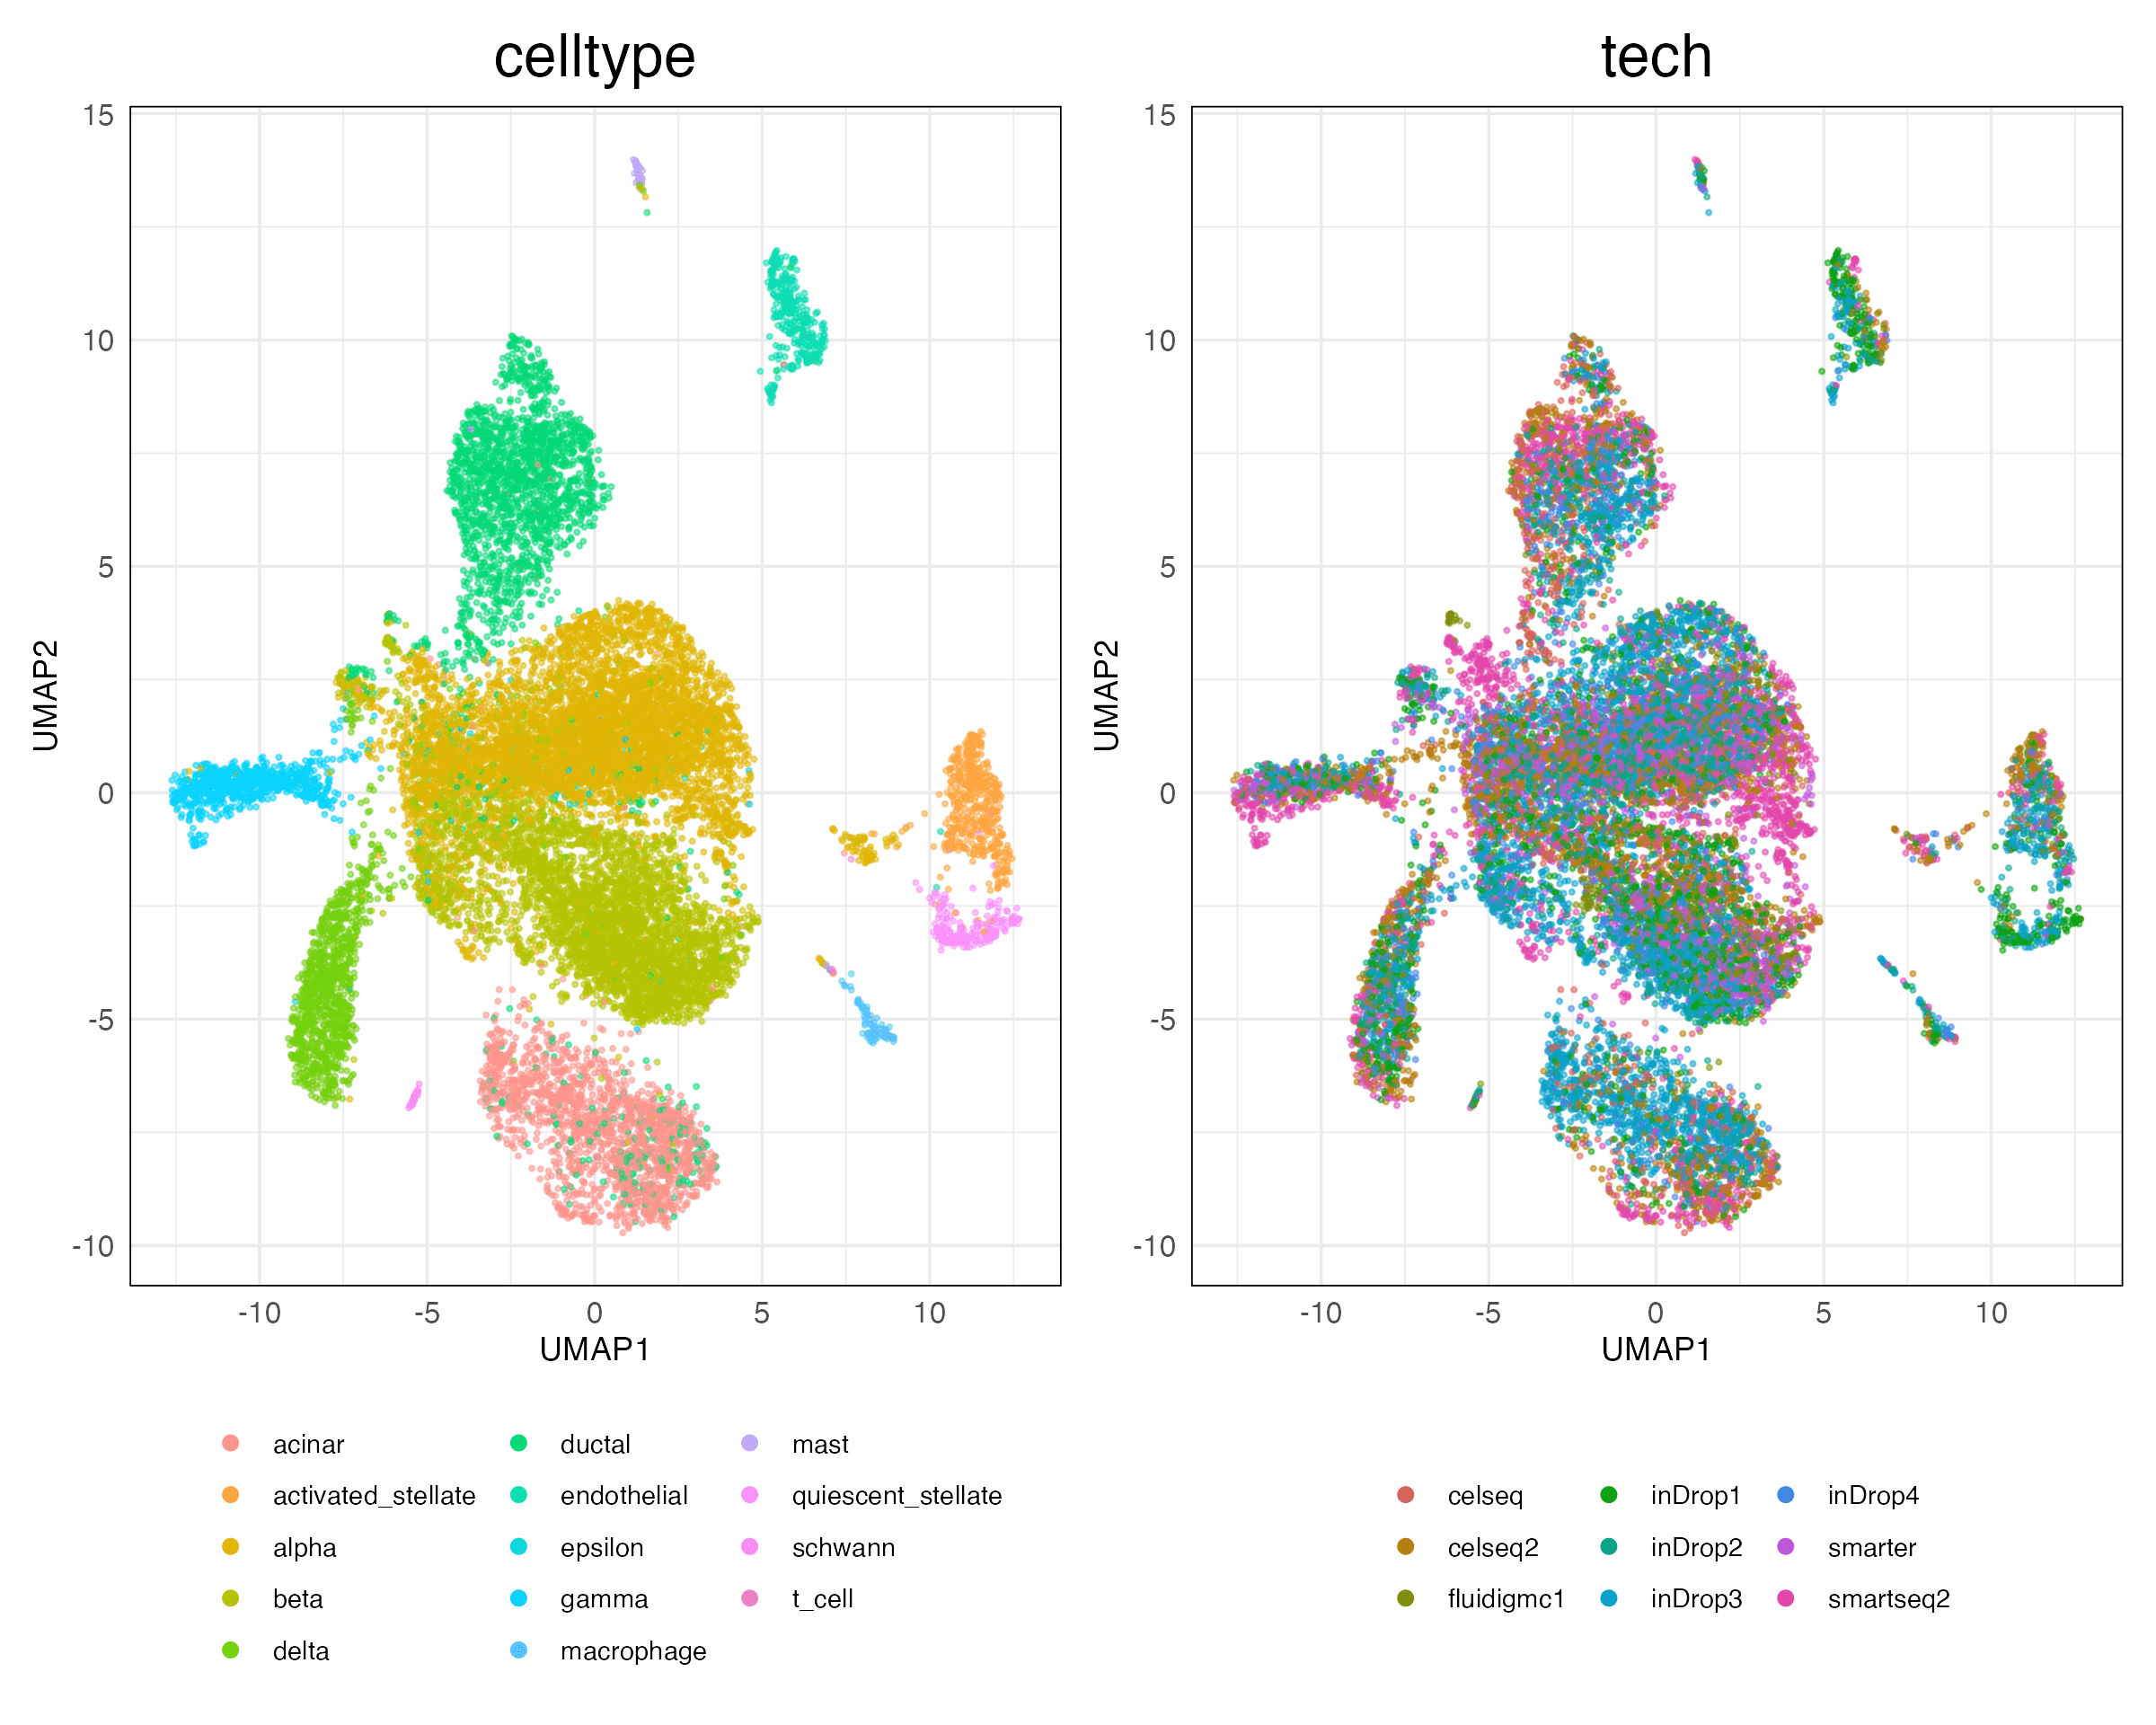 celltype
tech
15
10
5
0
-5
-10
UMAP2
-10 -5 0 5 10
UMAP1
15
10
5
0
-5
-10
UMAP2
-10 -5 0 5 10
UMAP1
acinar
activated_stellate
alpha
beta
delta
ductal
endothelial
epsilon
gamma
macrophage
mast
quiescent_stellate
schwann
t_cell
celseq
celseq2
fluidigmc1
inDrop1
inDrop2
inDrop3
inDrop4
smarter
smartseq2